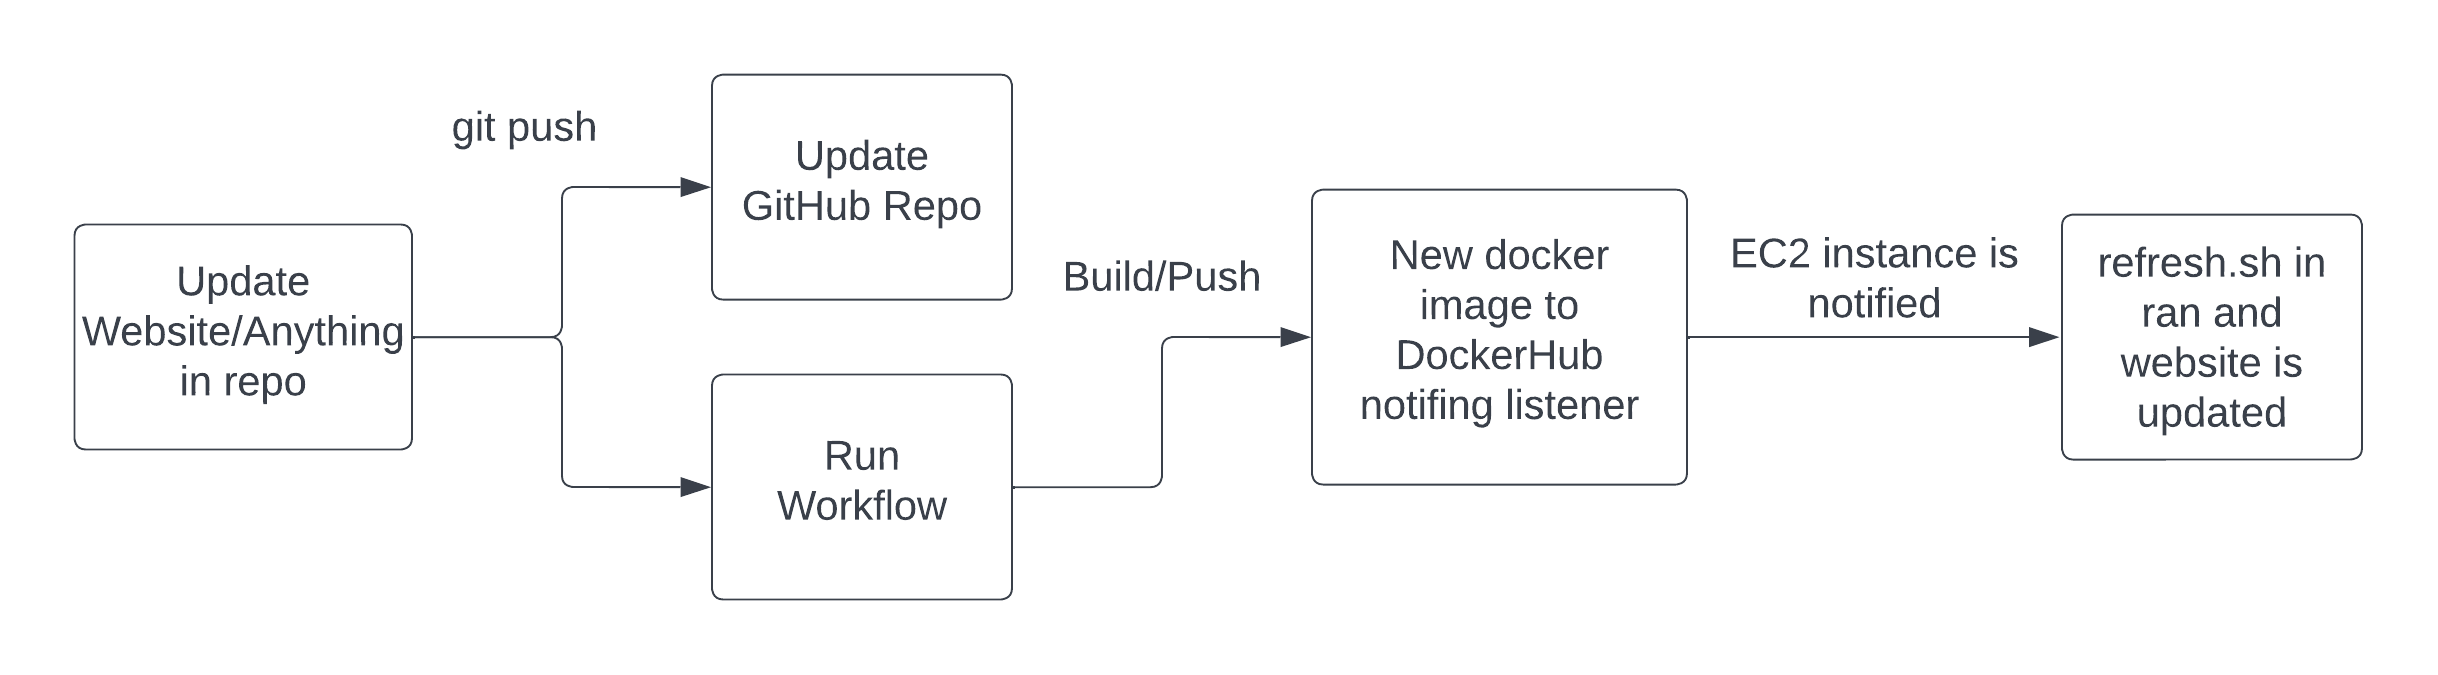 Update
Website/Anything
in repo
git push
Update
GitHub Repo
Run
Workflow
Build/Push
New docker
image to
DockerHub
notifing listener
EC2 instance is
notified
refresh.sh in
ran and
website is
updated